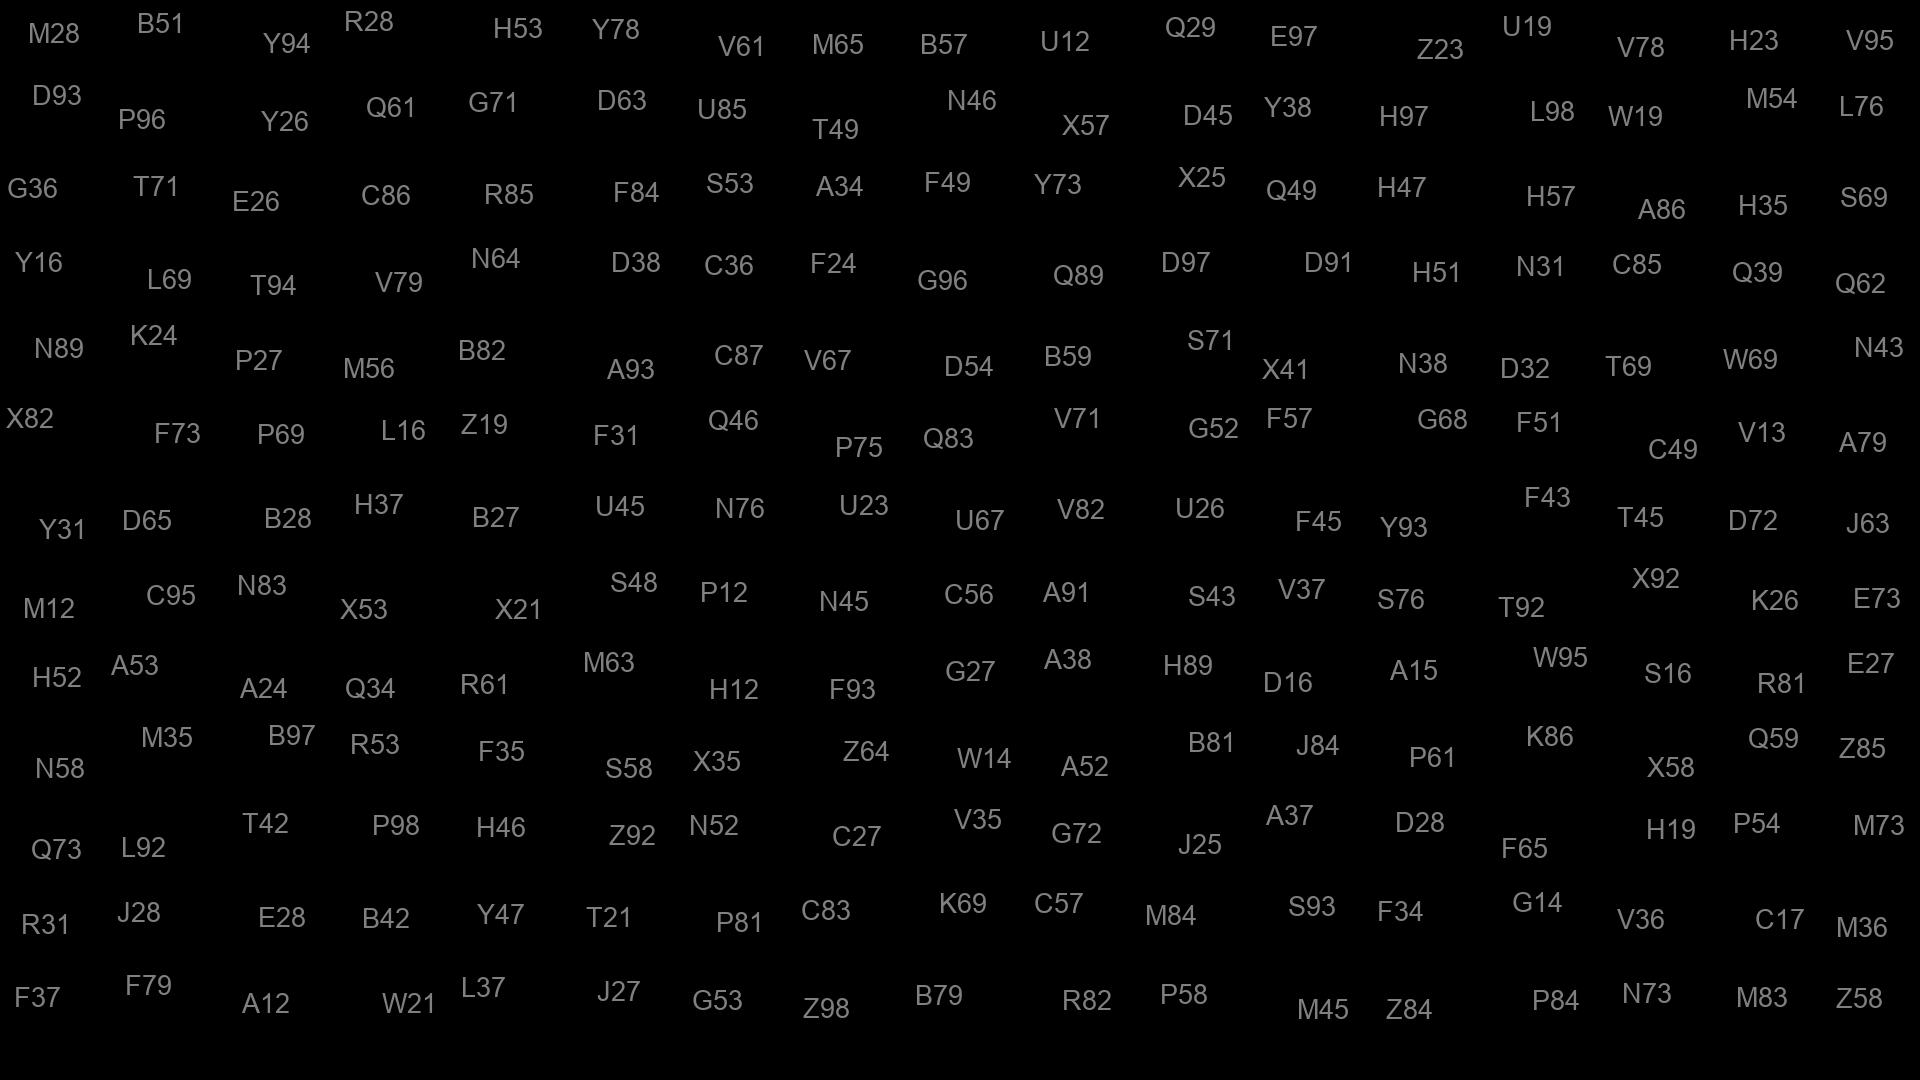 M28 B51 Y94 R28 H53 Y78 V61 M65 B57 U12 Q29 E97 Z23 U19 V78 H23 V95
D93 P96 Y26 Q61 G71 D63 U85 T49 N46 X57 D45 Y38 H97 L98 W19 M54 L76
G36 T71 E26 C86 R85 F84 S53 A34 F49 Y73 X25 Q49 H47 H57 A86 H35 S69
Y16 L69 T94 V79 N64 D38 C36 F24 G96 Q89 D97 D91 H51 N31 C85 Q39 Q62
N89 K24 P27 M56 B82 A93 C87 V67 D54 B59 S71 X41 N38 D32 T69 W69 N43
X82 F73 P69 L16 Z19 F31 Q46 P75 Q83 V71 G52 F57 G68 F51 C49 V13 A79
Y31 D65 B28 H37 B27 U45 N76 U23 U67 V82 U26 F45 Y93 F43 T45 D72 J63
M12 C95 N83 X53 X21 S48 P12 N45 C56 A91 S43 V37 S76 T92 X92 K26 E73
H52 A53 A24 Q34 R61 M63 H12 F93 G27 A38 H89 D16 A15 W95 S16 R81 E27
N58 M35 B97 R53 F35 S58 X35 Z64 W14 A52 B81 J84 P61 K86 X58 Q59 Z85
Q73 L92 T42 P98 H46 Z92 N52 C27 V35 G72 J25 A37 D28 F65 H19 P54 M73
R31 J28 E28 B42 Y47 T21 P81 C83 K69 C57 M84 S93 F34 G14 V36 C17 M36
F37 F79 A12 W21 L37 J27 G53 Z98 B79 R82 P58 M45 Z84 P84 N73 M83 Z58